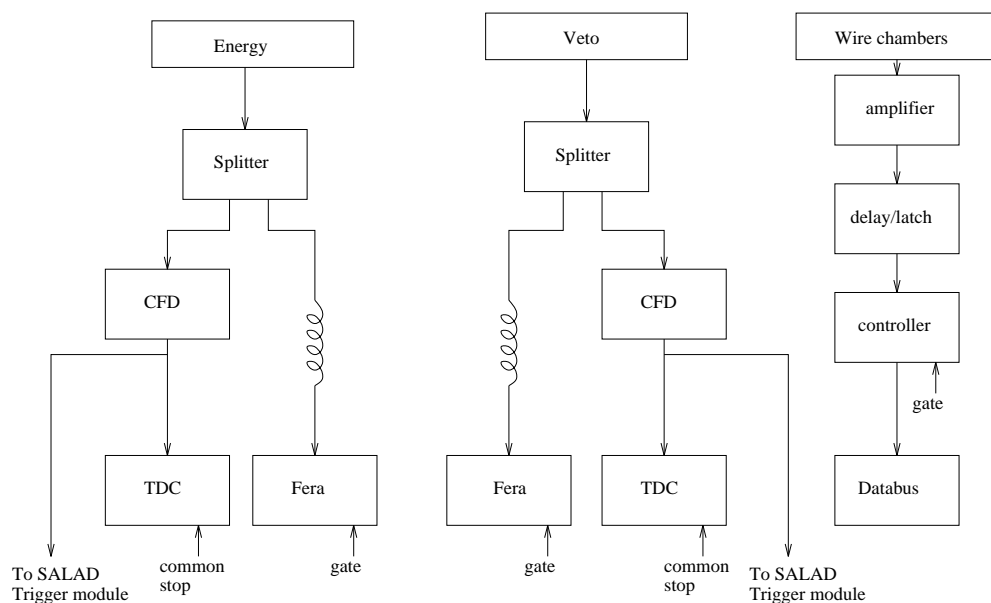 Energy
Veto
Wire chambers
amplifier
Splitter
Splitter
delay/latch
CFD
CFD
controller
gate
TDC
Fera
Fera
TDC
Databus
To SALAD
Trigger module
common
stop
gate
gate
common
stop
To SALAD
Trigger module